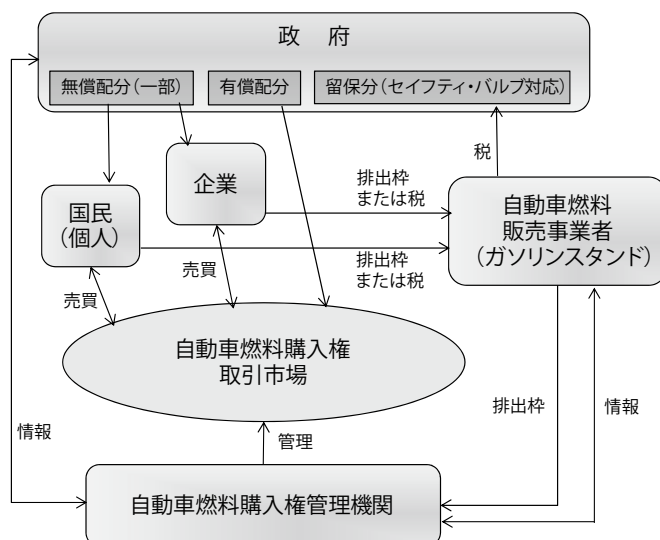 政　府
無償配分（一部）
有償配分
留保分（セイフティ・バルブ対応）
税
企業
国民
（個人）
排出枠
または税
自動車燃料
販売事業者
（ガソリンスタンド）
排出枠
または税
売買
売買
自動車燃料購入権
取引市場
排出枠
情報
情報
管理
自動車燃料購入権管理機関